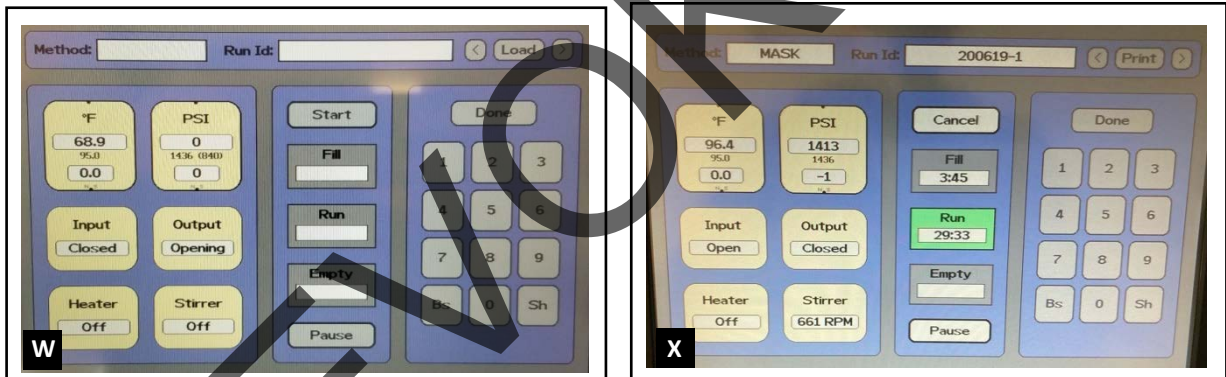 Method: Run Id: < Load >
°F
68.9
95.0
0.0
PSI
0
1436 (840)
0
Input
Closed
Output
Opening
Heater
Off
Stirrer
Off
Start
Fill
Run
Empty
Pause
Done
1 2 3
4 5 6
7 8 9
Bs 0 Sh
W
Method: MASK Run Id: 200619-1 < Print >
°F
96.4
95.0
0.0
PSI
1413
1436
-1
Input
Open
Output
Closed
Heater
Off
Stirrer
661 RPM
Cancel
Fill
3:45
Run
29:33
Empty
Pause
Done
1 2 3
4 5 6
7 8 9
Bs 0 Sh
X
EVOK